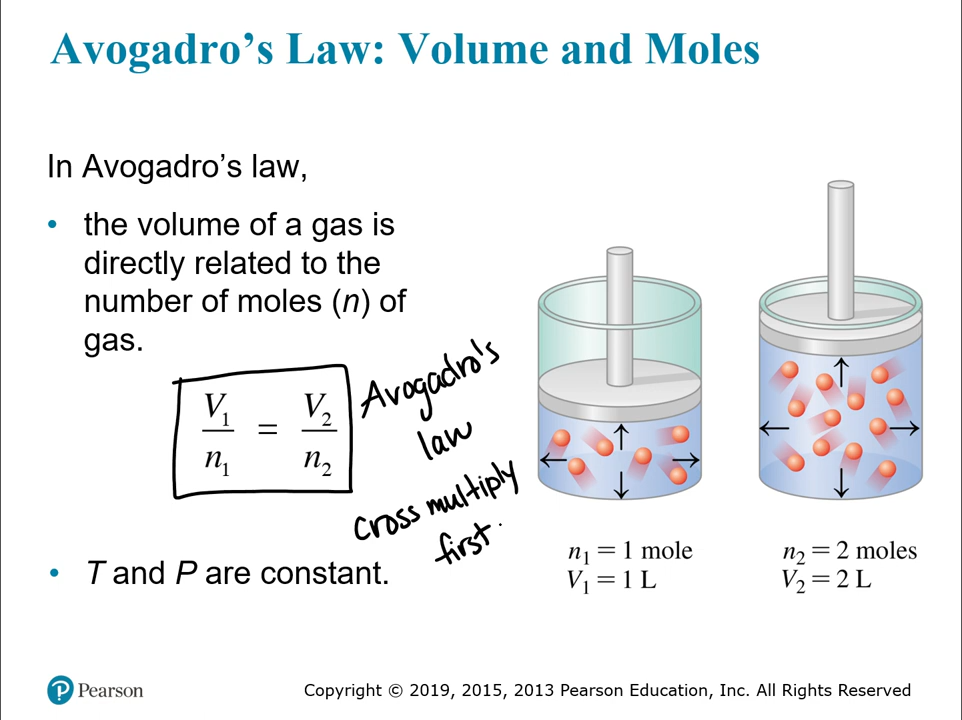 Avogadro’s Law: Volume and Moles
In Avogadro’s law,
• the volume of a gas is
directly related to the
number of moles (n) of
gas.
V₁/n₁ = V₂/n₂
Avogadro's
law
cross multiply
first.
• T and P are constant.
n₁ = 1 mole
V₁ = 1 L
n₂ = 2 moles
V₂ = 2 L
P Pearson
Copyright © 2019, 2015, 2013 Pearson Education, Inc. All Rights Reserved